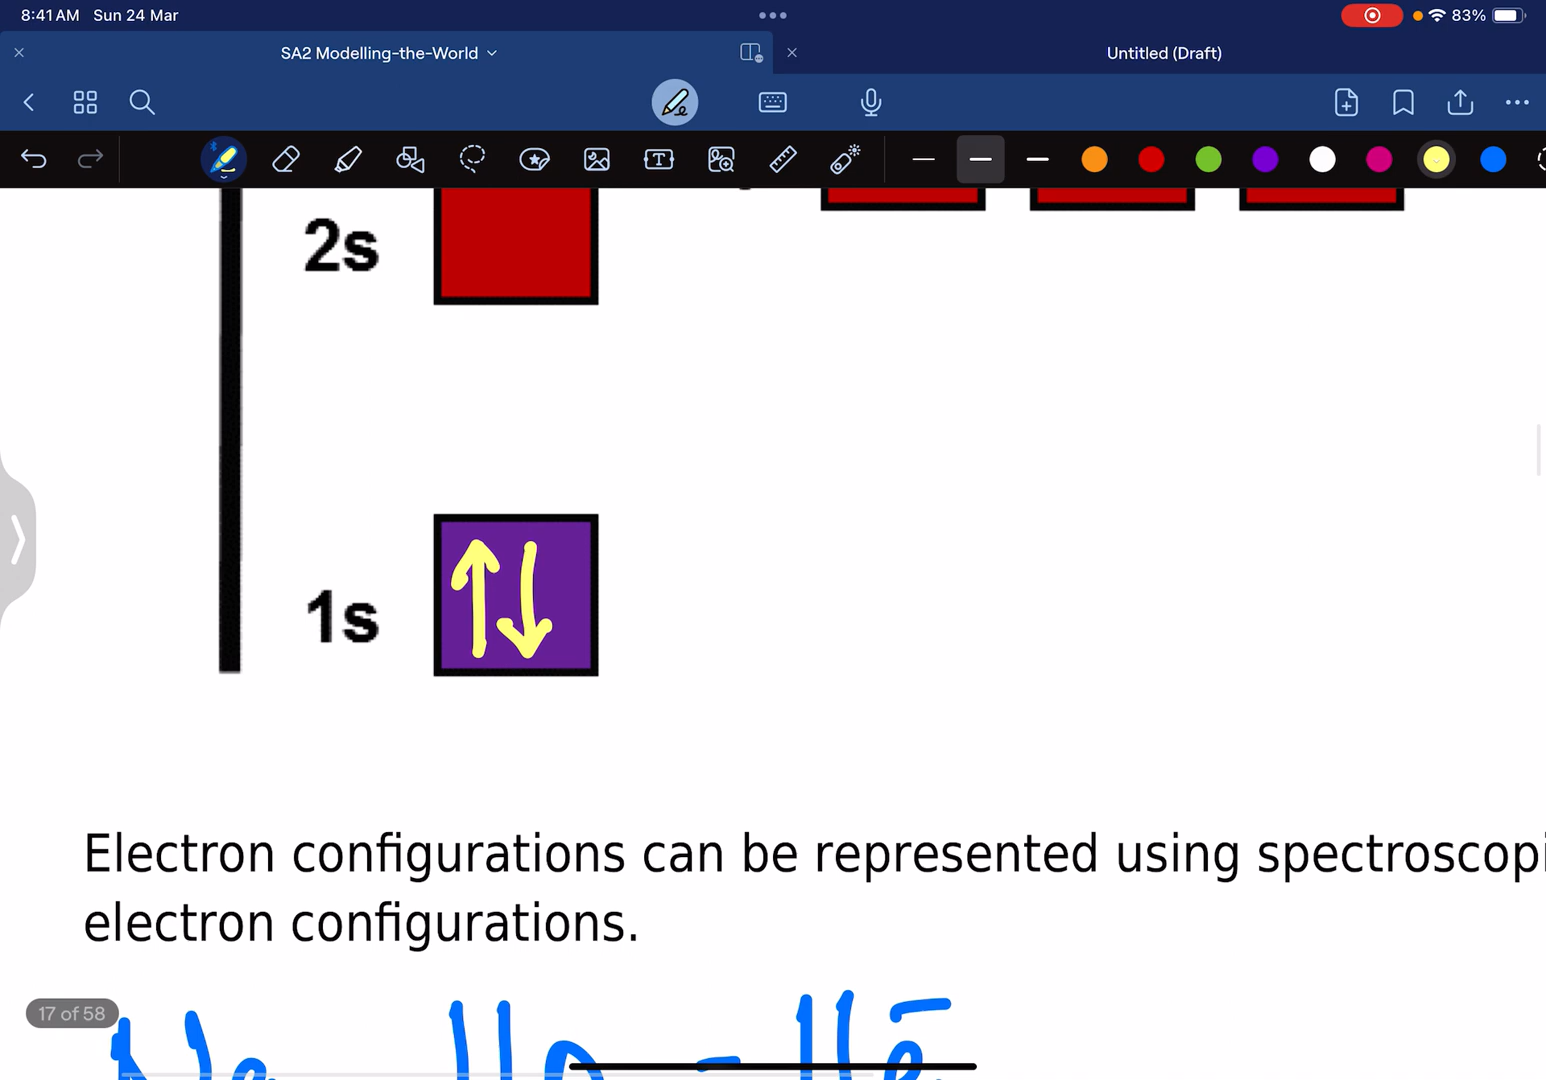 8:41 AM Sun 24 Mar
83%
SA2 Modelling-the-World
Untitled (Draft)
T
2s
1s
Electron configurations can be represented using spectroscopi
electron configurations.
17 of 58